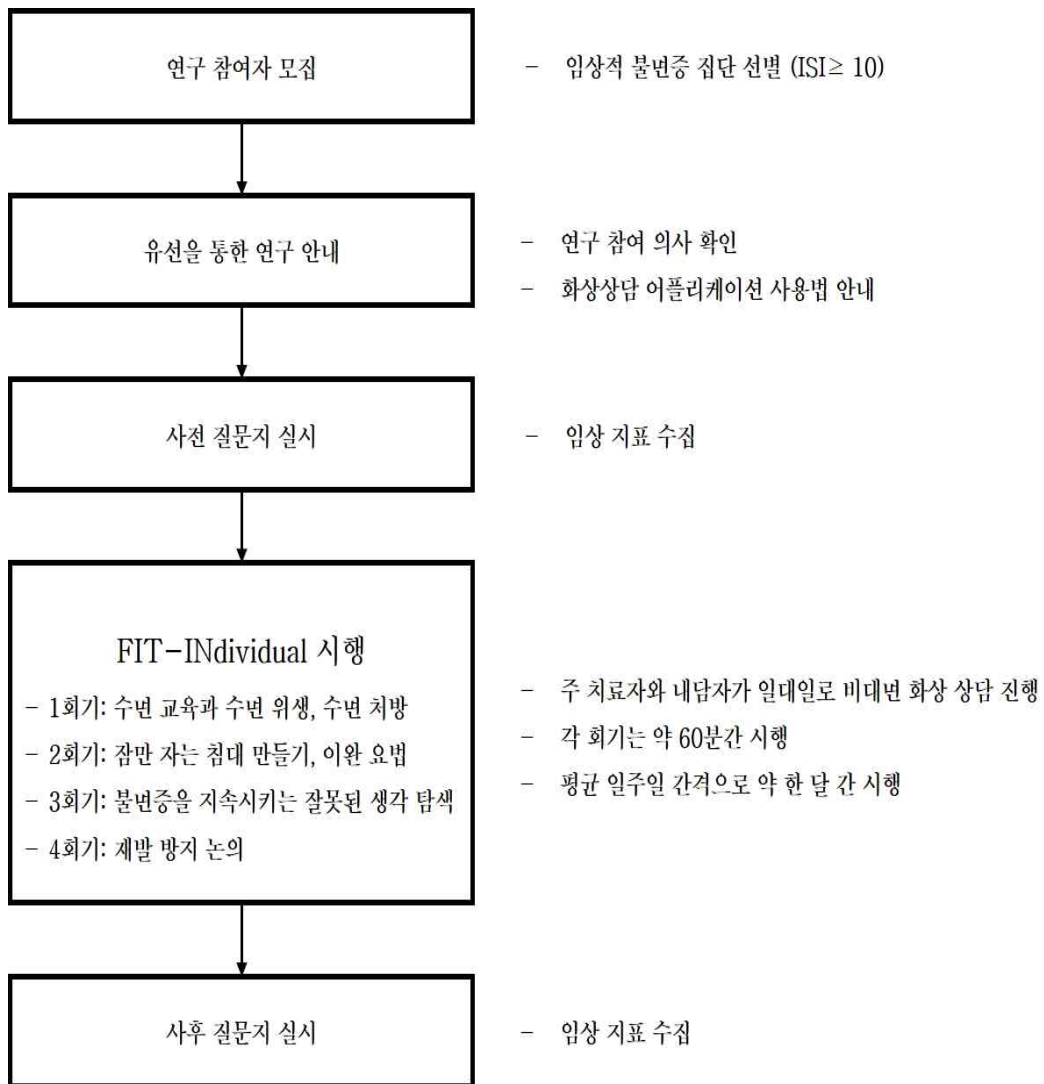 연구 참여자 모집
- 임상적 불면증 집단 선별 (ISI≥ 10)
유선을 통한 연구 안내
- 연구 참여 의사 확인
- 화상상담 어플리케이션 사용법 안내
사전 질문지 실시
- 임상 지표 수집
FIT-INdividual 시행
- 1회기: 수면 교육과 수면 위생, 수면 처방
- 2회기: 잠만 자는 침대 만들기, 이완 요법
- 3회기: 불면증을 지속시키는 잘못된 생각 탐색
- 4회기: 재발 방지 논의
- 주 치료자와 내담자가 일대일로 비대면 화상 상담 진행
- 각 회기는 약 60분간 시행
- 평균 일주일 간격으로 약 한 달 간 시행
사후 질문지 실시
- 임상 지표 수집